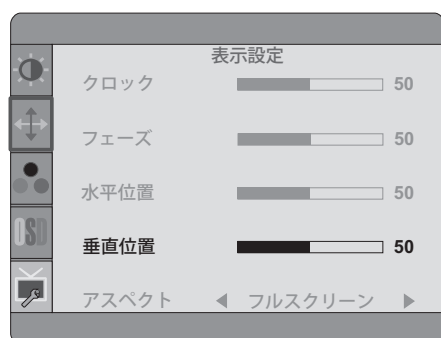 表示設定
クロック 50
フェーズ 50
水平位置 50
OSD
垂直位置 50
アスペクト フルスクリーン